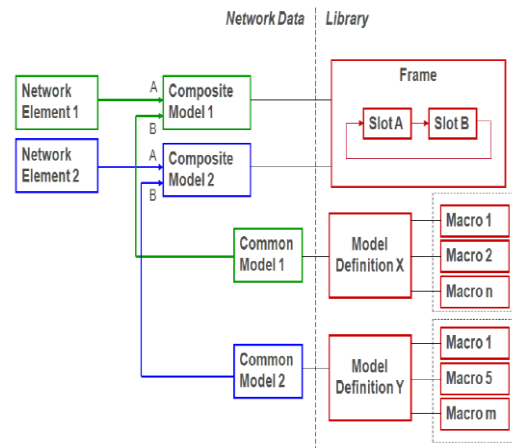 Network Data
Library
Network
Element 1
A
B
Composite
Model 1
Frame
Slot A
Slot B
Network
Element 2
A
B
Composite
Model 2
Common
Model 1
Model
Definition X
Macro 1
Macro 2
Macro n
Common
Model 2
Model
Definition Y
Macro 1
Macro 5
Macro m